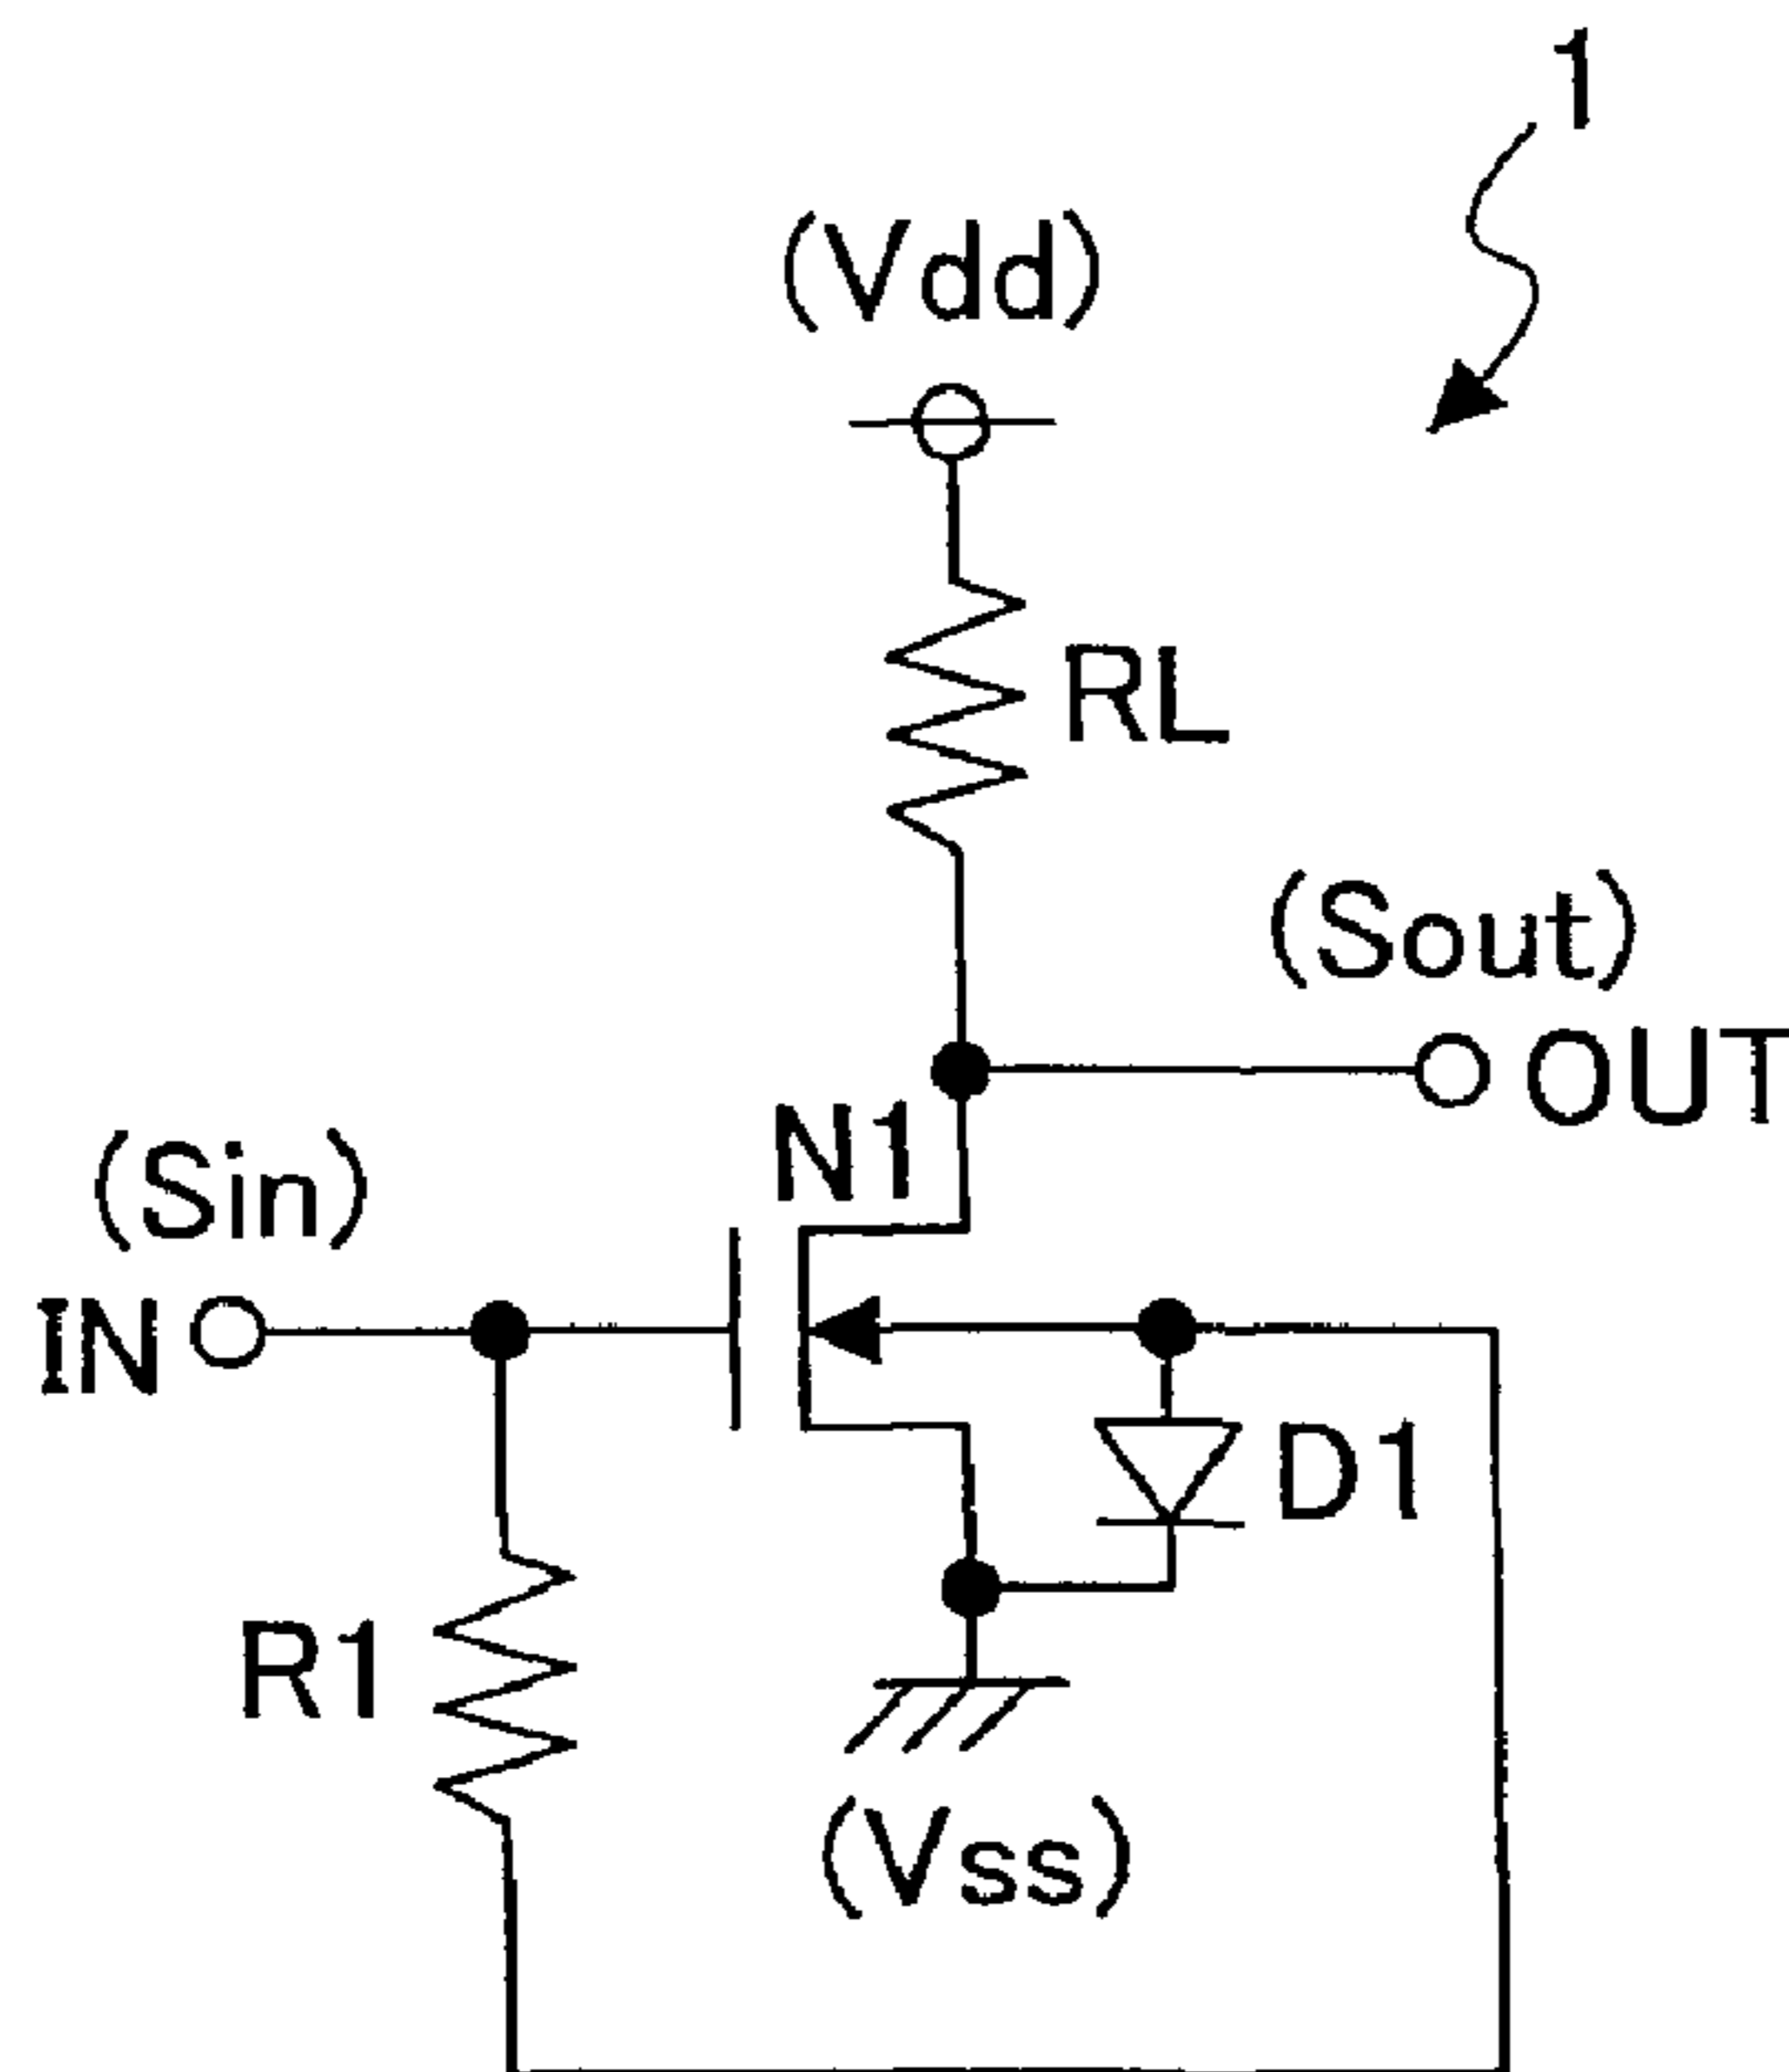 1
(Vdd)
RL
(Sout)
OUT
N1
(Sin)
IN
D1
R1
(Vss)